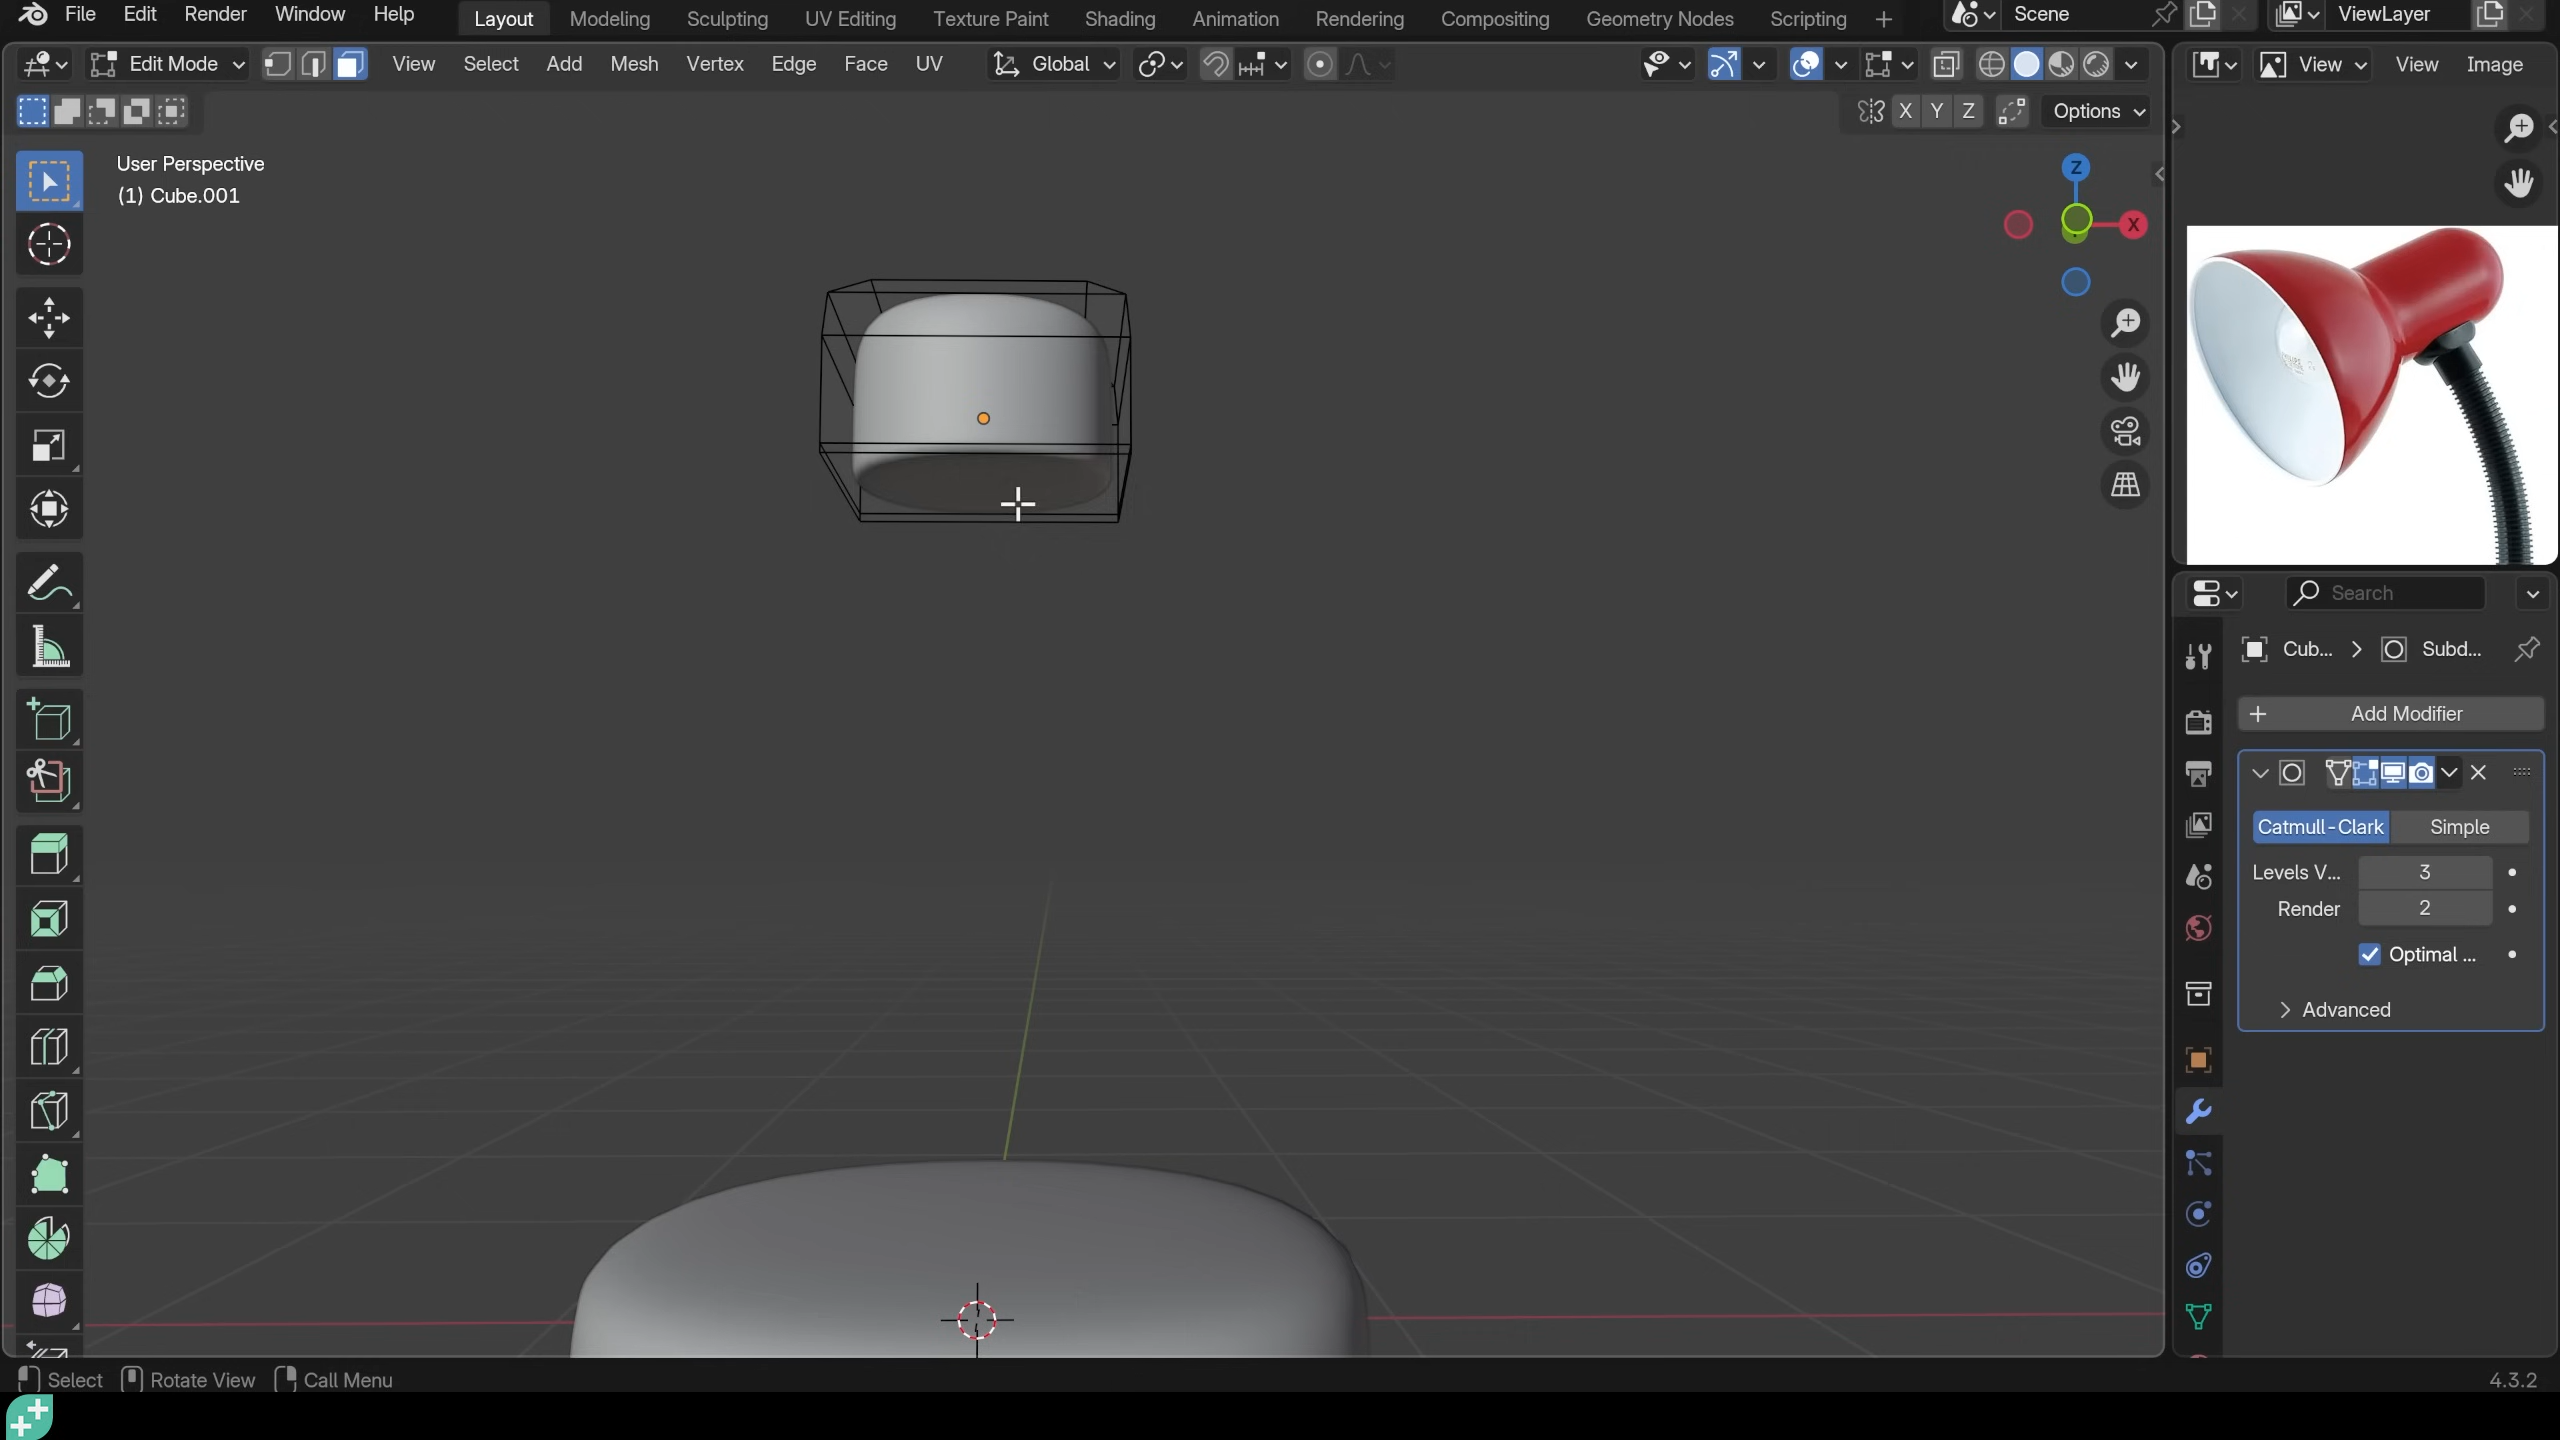 File Edit Render Window Help Layout Modeling Sculpting UV Editing Texture Paint Shading Animation Rendering Compositing Geometry Nodes Scripting + Scene ViewLayer
Edit Mode View Select Add Mesh Vertex Edge Face UV Global View View Image
X Y Z Options
User Perspective
(1) Cube.001
Z
X
Search
Cub... > Subd...
+ Add Modifier
Catmull-Clark Simple
Levels V... 3
Render 2
Optimal ...
Advanced
Select Rotate View Call Menu 4.3.2